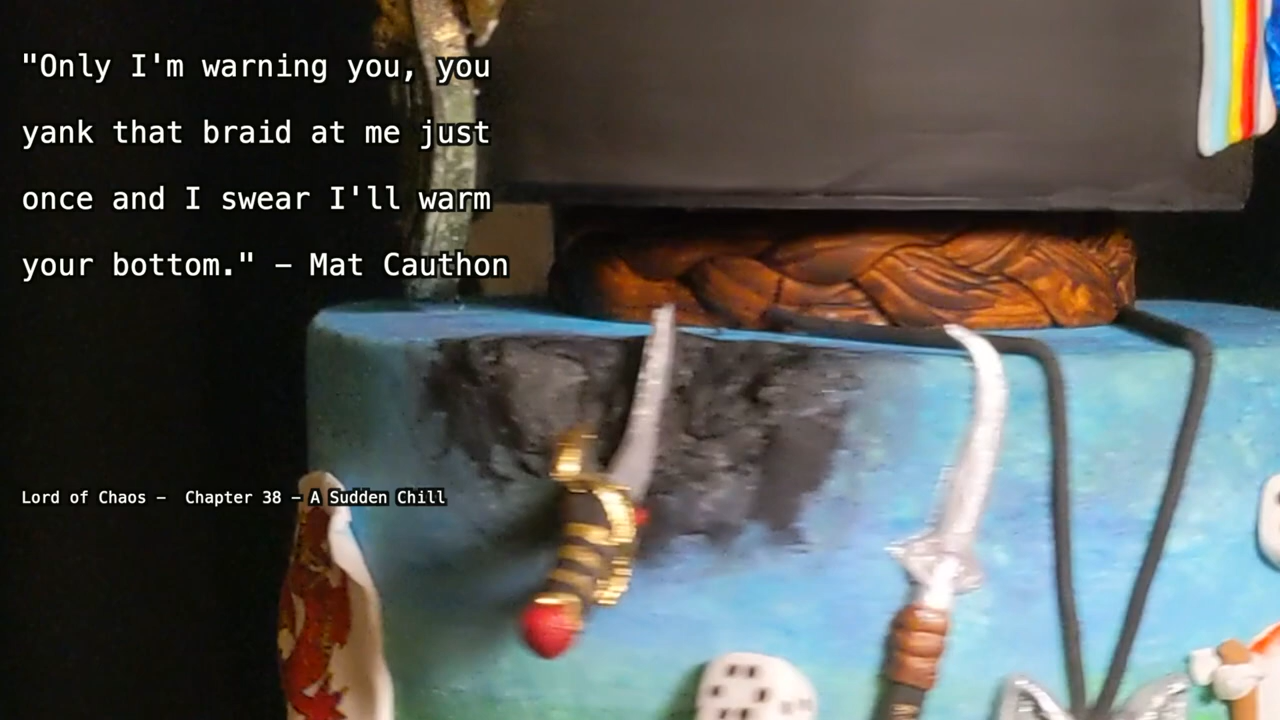 "Only I'm warning you, you
yank that braid at me just
once and I swear I'll warm
your bottom." – Mat Cauthon
Lord of Chaos –  Chapter 38 – A Sudden Chill